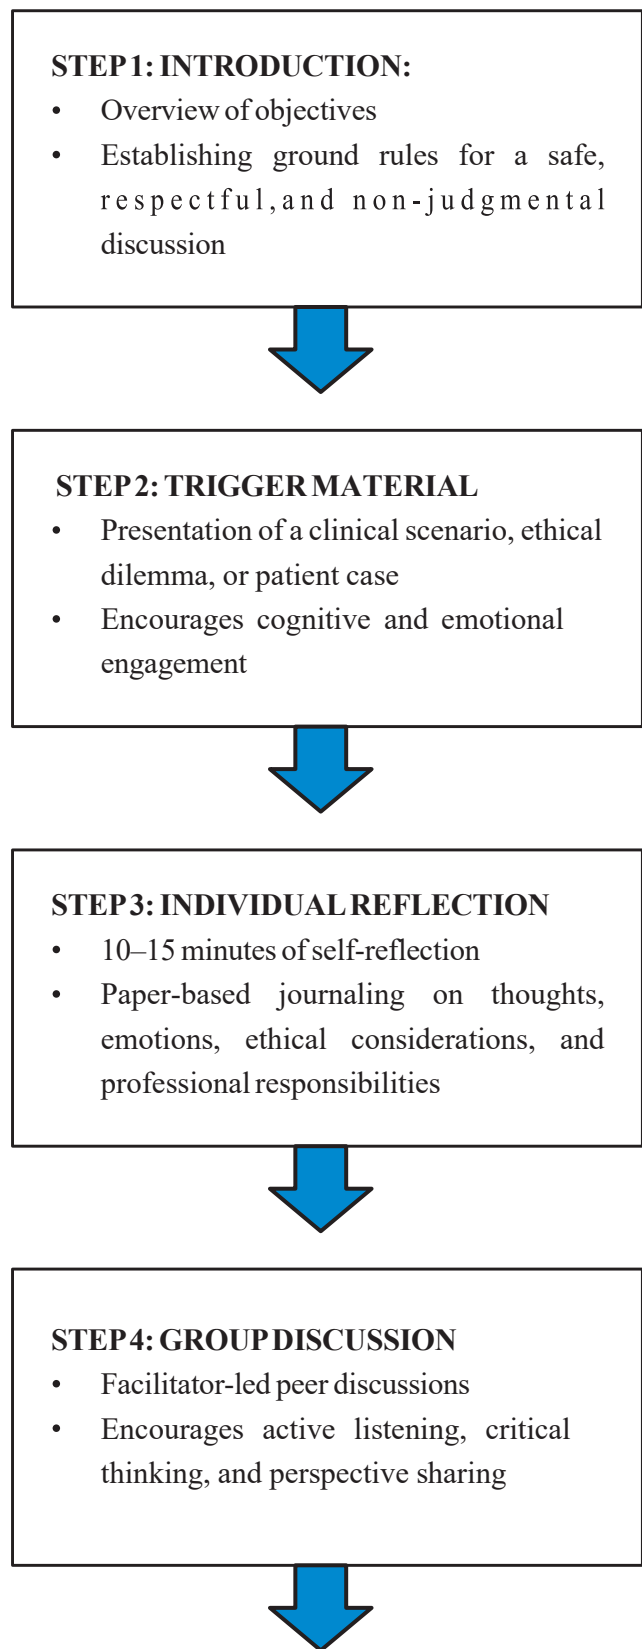 STEP 1: INTRODUCTION:
• Overview of objectives
• Establishing ground rules for a safe,
respectful, and non-judgmental
discussion
STEP 2: TRIGGER MATERIAL
• Presentation of a clinical scenario, ethical
dilemma, or patient case
• Encourages cognitive and emotional
engagement
STEP 3: INDIVIDUAL REFLECTION
• 10–15 minutes of self-reflection
• Paper-based journaling on thoughts,
emotions, ethical considerations, and
professional responsibilities
STEP 4: GROUP DISCUSSION
• Facilitator-led peer discussions
• Encourages active listening, critical
thinking, and perspective sharing